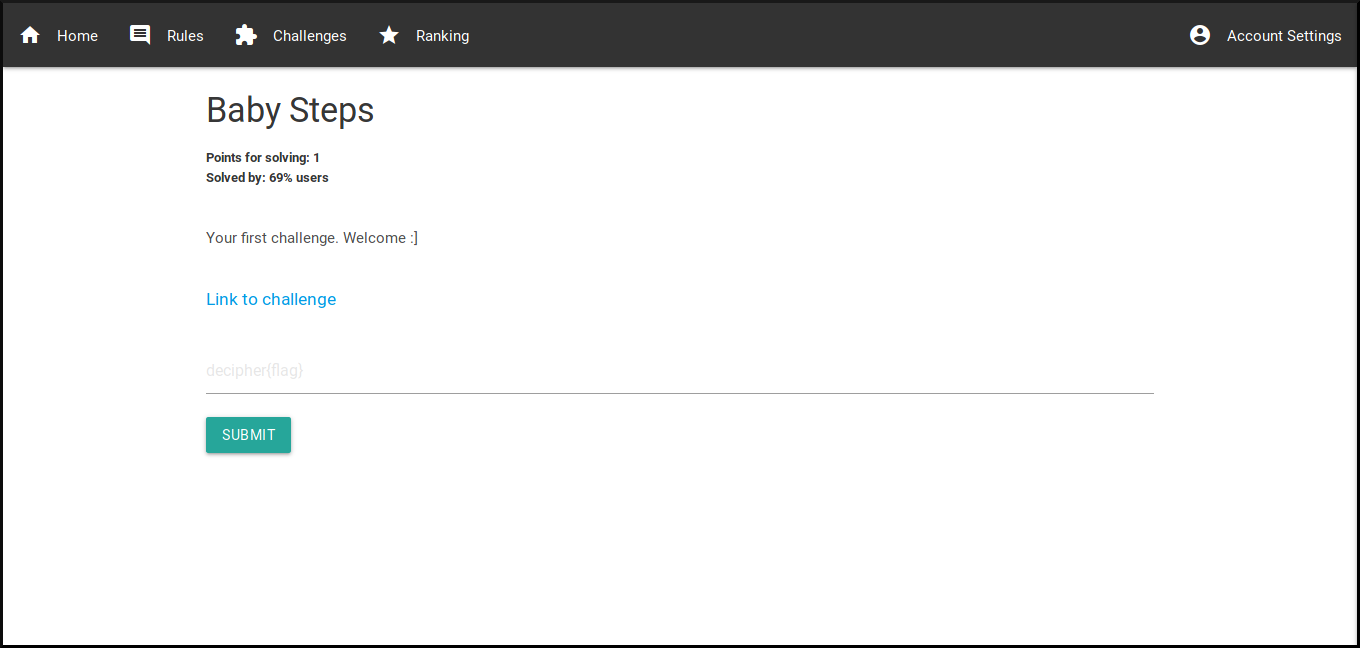 Home Rules Challenges Ranking Account Settings
Baby Steps
Points for solving: 1
Solved by: 69% users
Your first challenge. Welcome :]
Link to challenge
decipher{flag}
SUBMIT